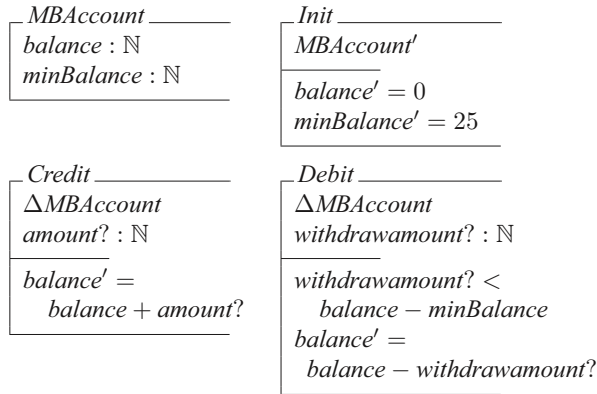 MBAccount
balance : ℕ
minBalance : ℕ
Init
MBAccount′
balance′ = 0
minBalance′ = 25
Credit
ΔMBAccount
amount? : ℕ
balance′ =
balance + amount?
Debit
ΔMBAccount
withdrawamount? : ℕ
withdrawamount? <
balance − minBalance
balance′ =
balance − withdrawamount?